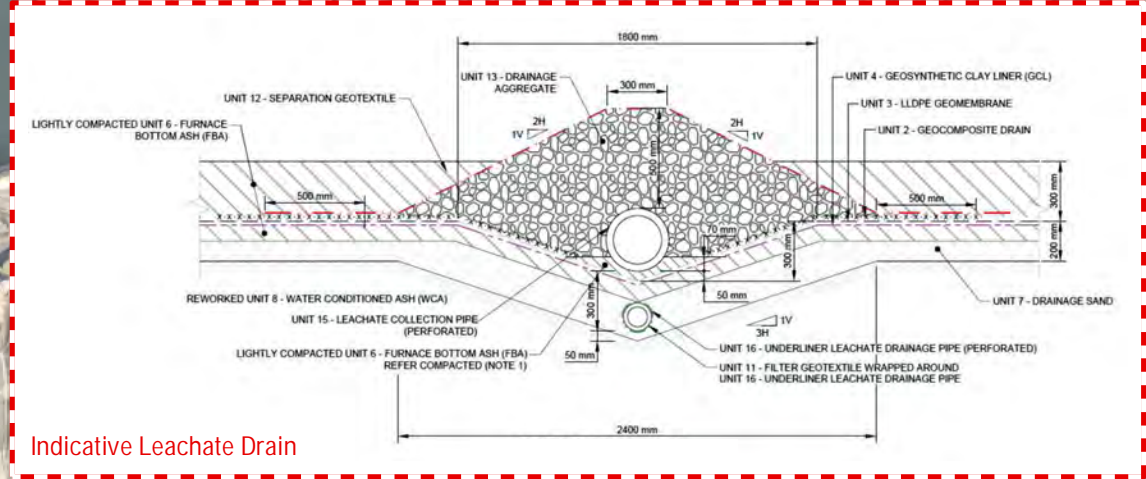 1800 mm
UNIT 13 - DRAINAGE
AGGREGATE
300 mm
UNIT 4 - GEOSYNTHETIC CLAY LINER (GCL)
UNIT 12 - SEPARATION GEOTEXTILE
UNIT 3 - LLDPE GEOMEMBRANE
LIGHTLY COMPACTED UNIT 6 - FURNACE
BOTTOM ASH (FBA)
2H
1V
2H
1V
UNIT 2 - GEOCOMPOSITE DRAIN
500 mm
500 mm
500 mm
300 mm
200 mm
70 mm
300 mm
50 mm
300 mm
REWORKED UNIT 8 - WATER CONDITIONED ASH (WCA)
UNIT 7 - DRAINAGE SAND
UNIT 15 - LEACHATE COLLECTION PIPE
(PERFORATED)
1V
3H
LIGHTLY COMPACTED UNIT 6 - FURNACE BOTTOM ASH (FBA)
REFER COMPACTED (NOTE 1)
50 mm
UNIT 16 - UNDERLINER LEACHATE DRAINAGE PIPE (PERFORATED)
UNIT 11 - FILTER GEOTEXTILE WRAPPED AROUND
UNIT 16 - UNDERLINER LEACHATE DRAINAGE PIPE
2400 mm
Indicative Leachate Drain